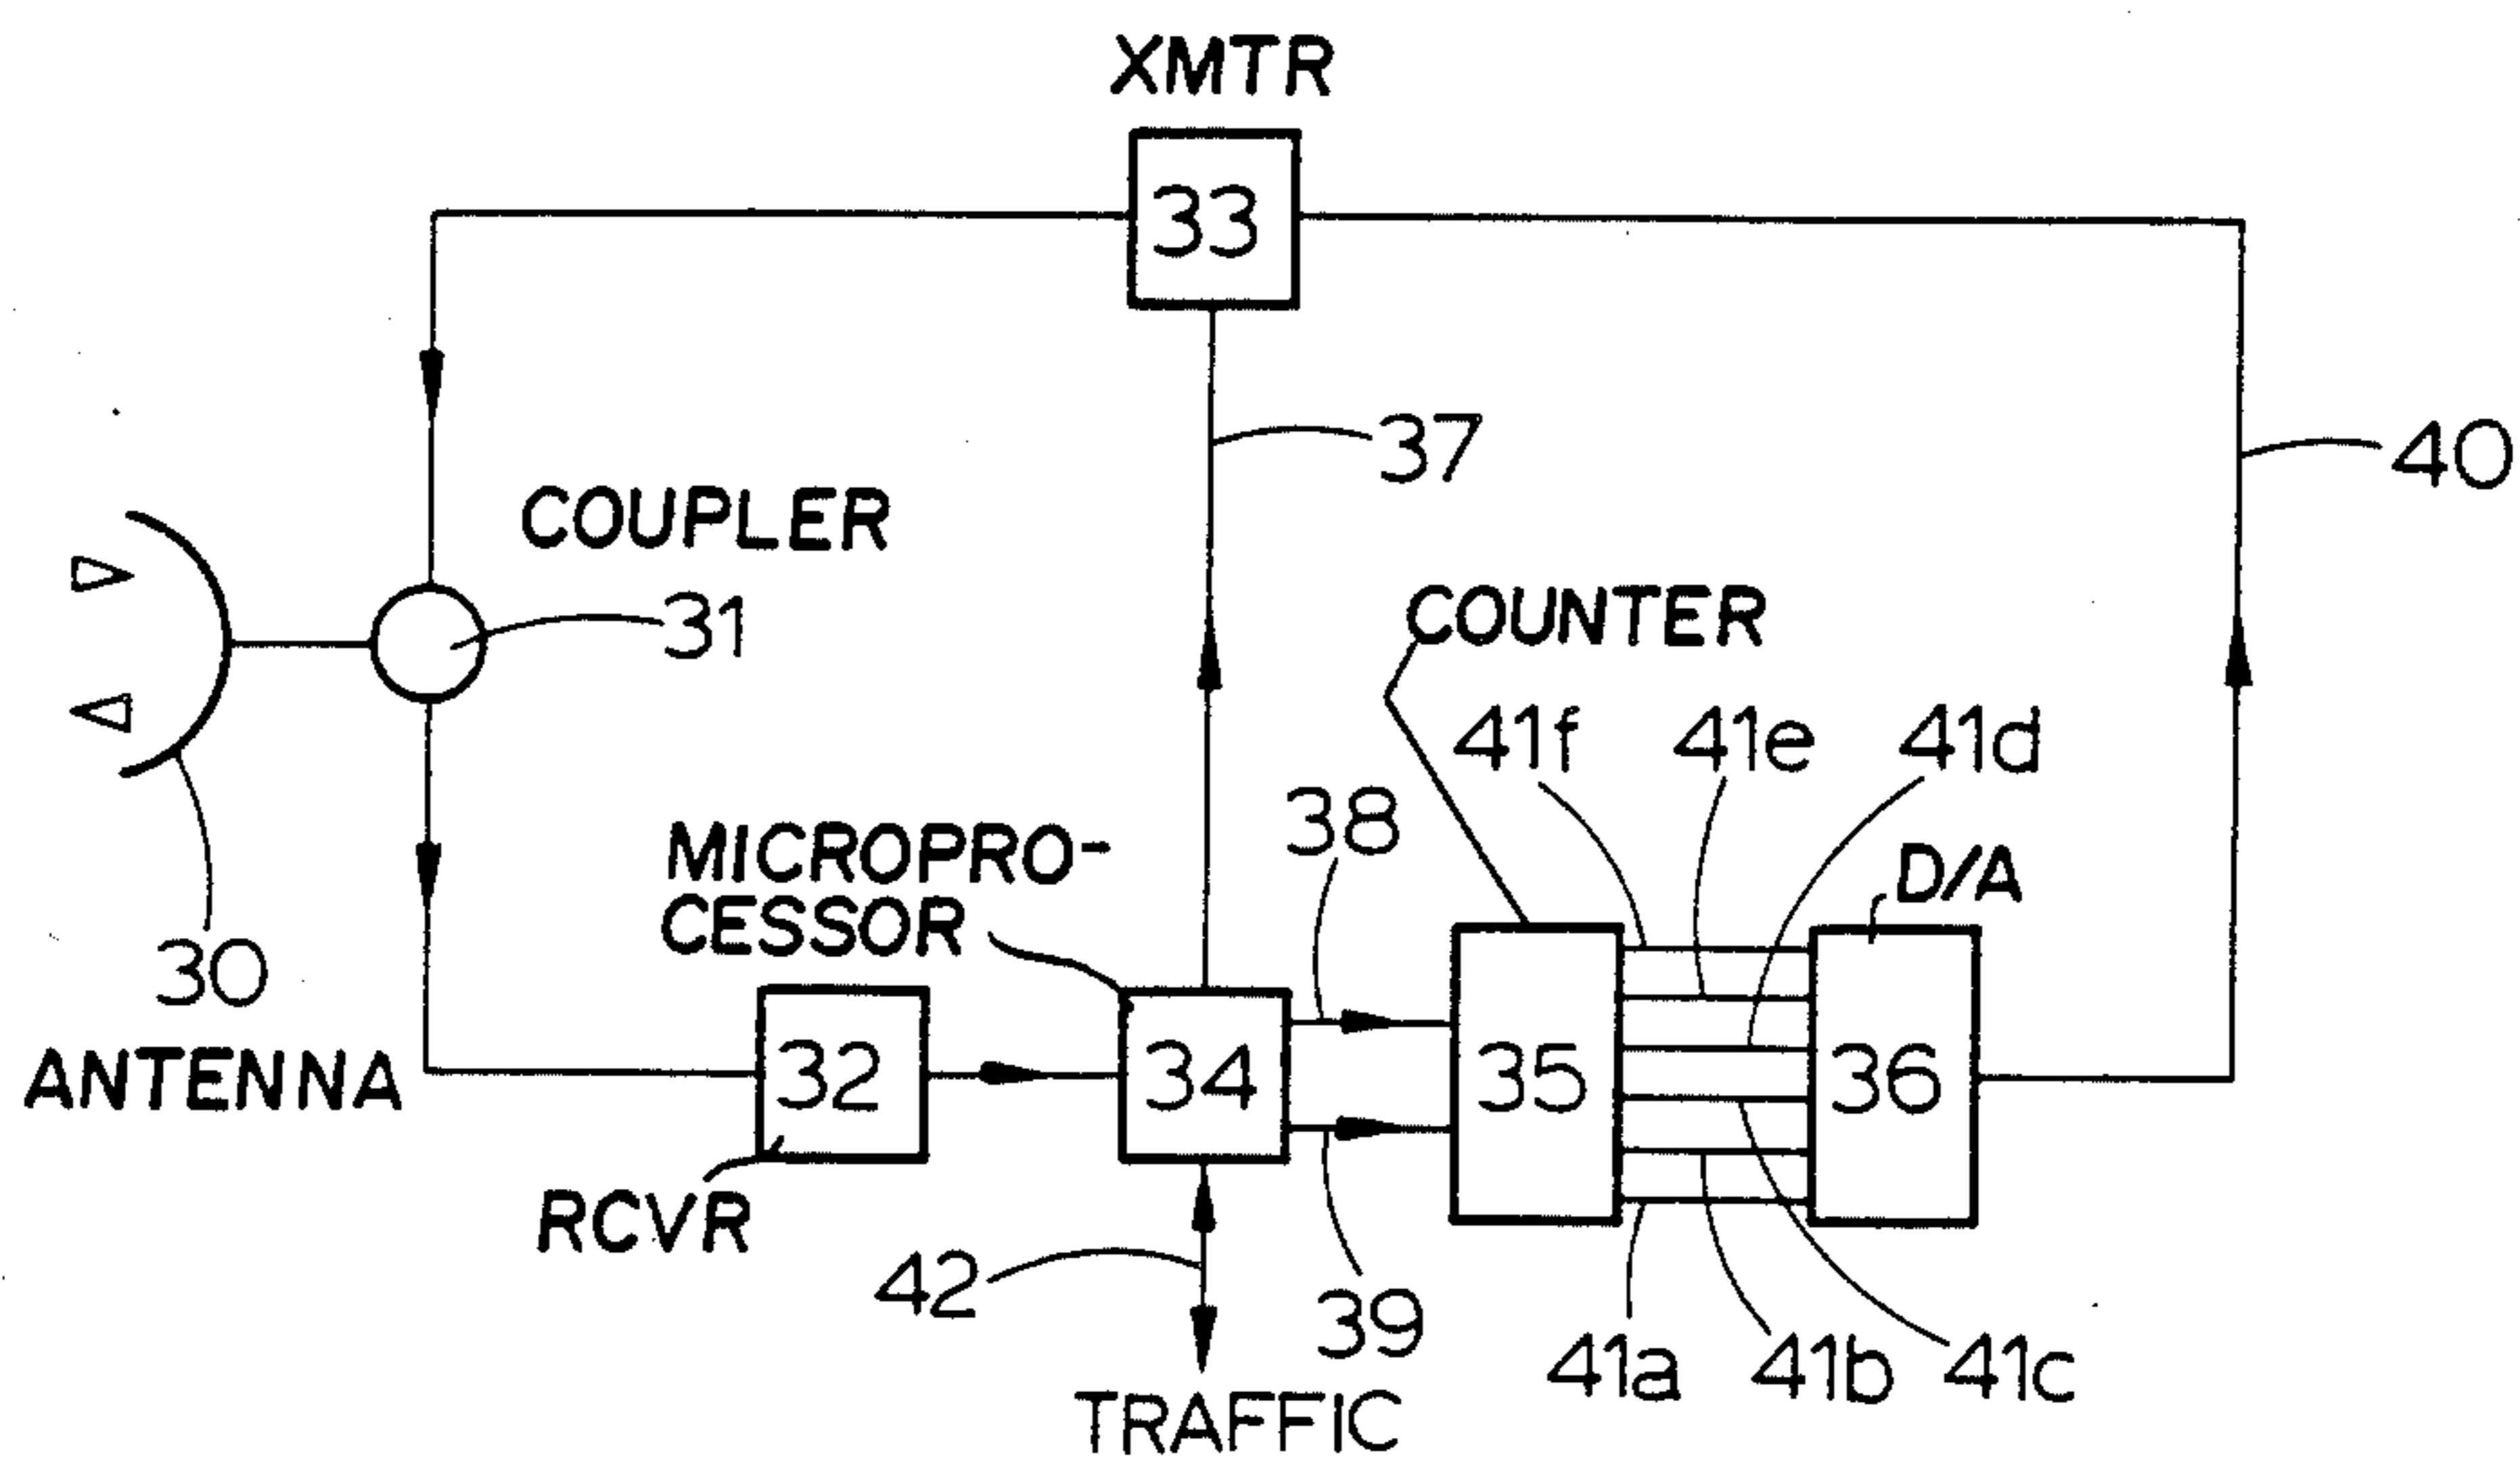 XMTR
33
37
40
COUPLER
31
COUNTER
41f 41e 41d
38
MICROPRO-
CESSOR
D/A
30
ANTENNA
32
34
35
36
RCVR
42
39
41a 41b 41c
TRAFFIC